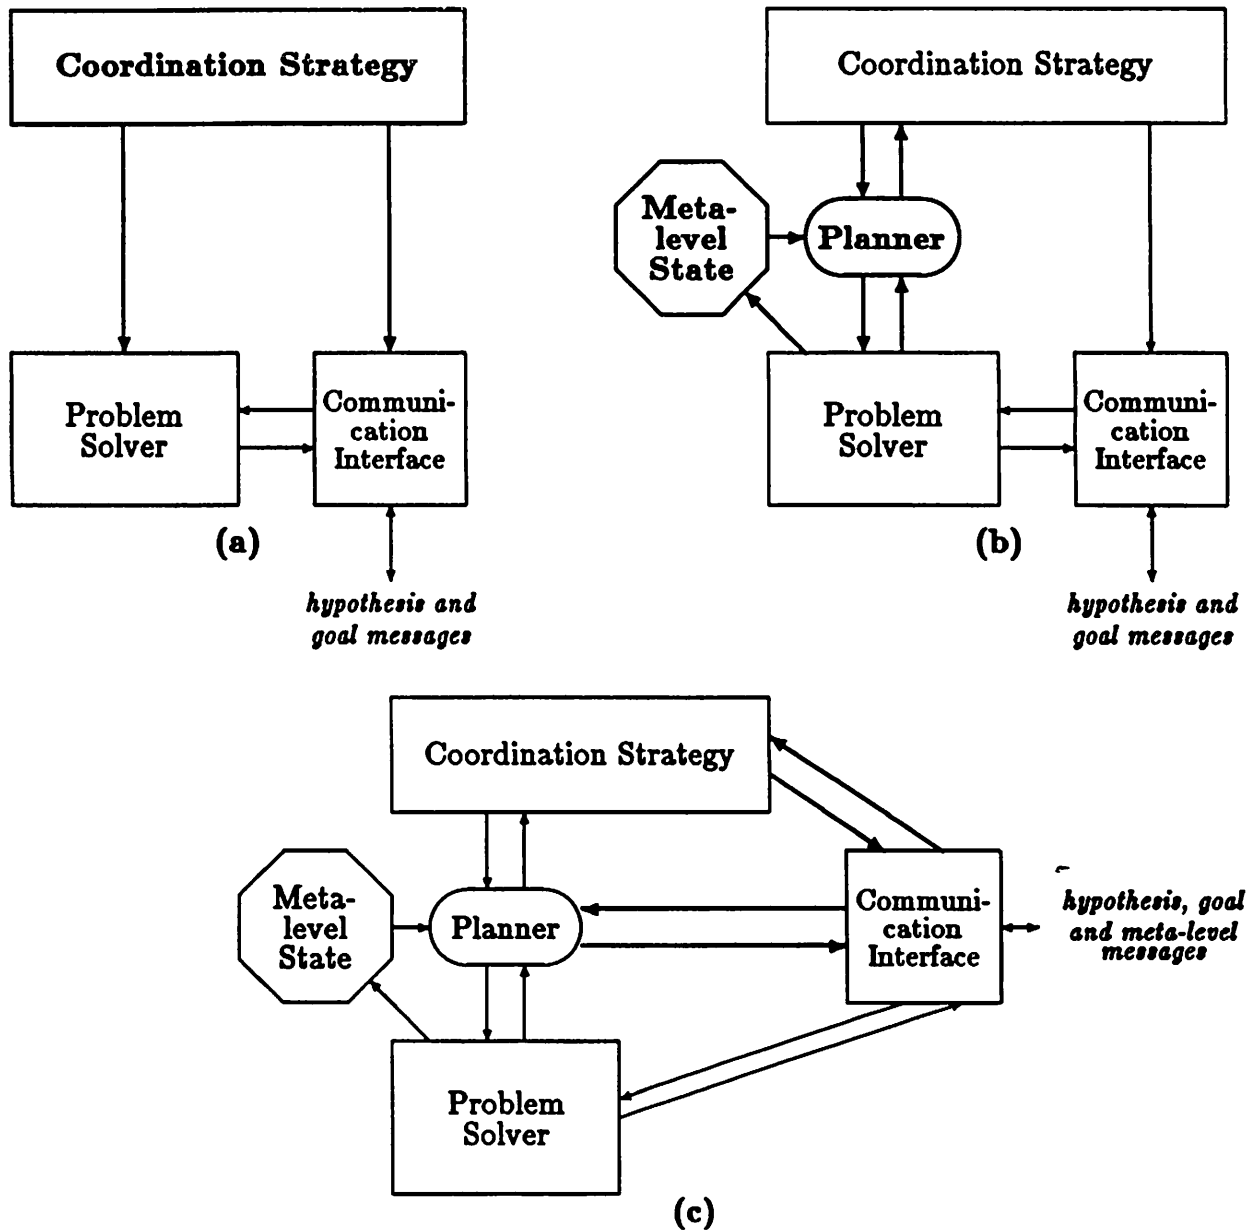 Coordination Strategy
Problem
Solver
Communi-
cation
Interface
(a)
hypothesis and
goal messages
Coordination Strategy
Meta-
level
State
Planner
Problem
Solver
Communi-
cation
Interface
(b)
hypothesis and
goal messages
Coordination Strategy
Meta-
level
State
Planner
Communi-
cation
Interface
hypothesis, goal
and meta-level
messages
Problem
Solver
(c)